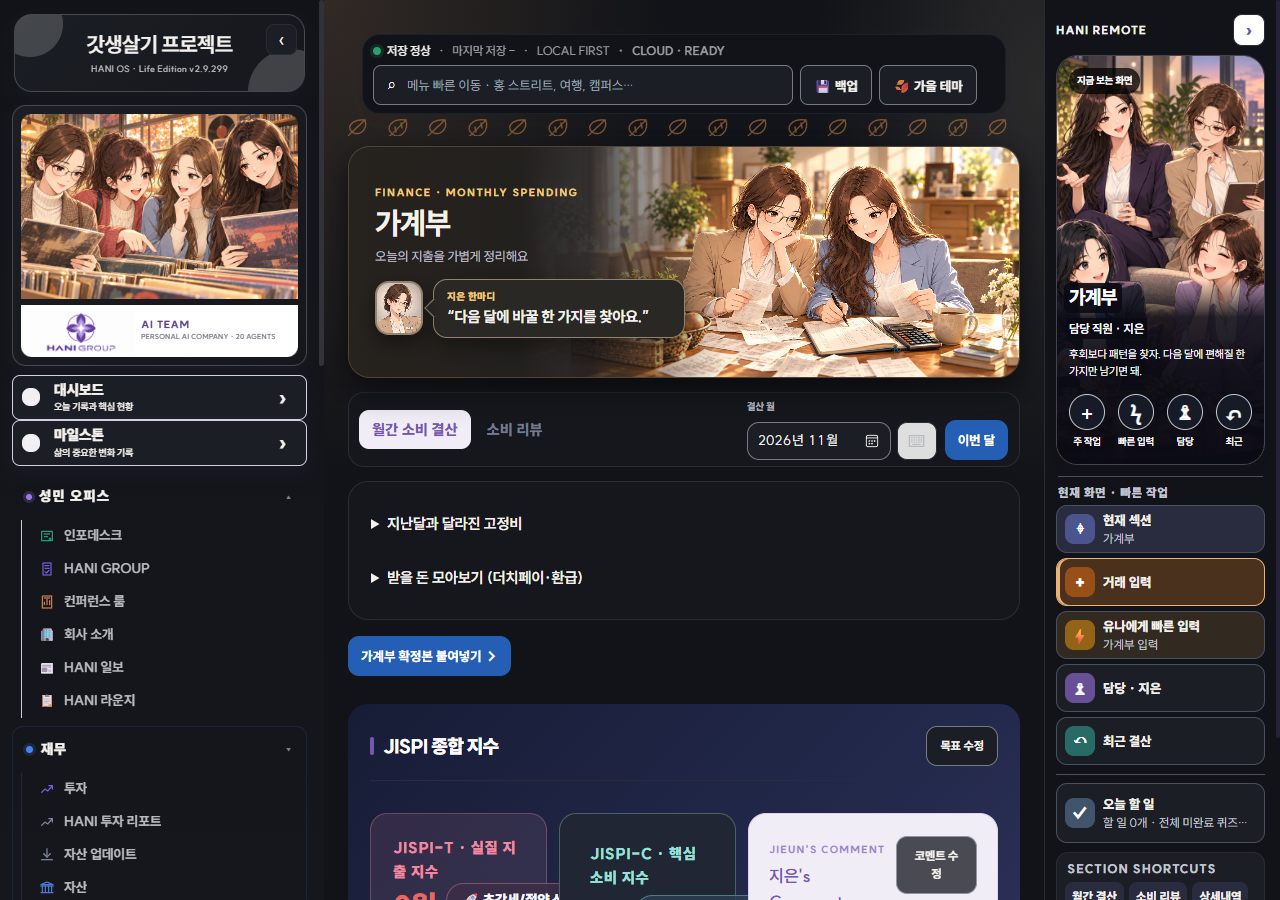 갓생살기 프로젝트
HANI OS · Life Edition v2.9.299
‹
HANI GROUP
AI TEAM
PERSONAL AI COMPANY · 20 AGENTS
대시보드
오늘 기록과 핵심 현황
마일스톤
삶의 중요한 변화 기록
성민 오피스
인포데스크
HANI GROUP
컨퍼런스 룸
회사 소개
HANI 일보
HANI 라운지
재무
투자
HANI 투자 리포트
자산 업데이트
자산
저장 정상 · 마지막 저장 - · LOCAL FIRST · CLOUD · READY
메뉴 빠른 이동 · 홍 스트리트, 여행, 캠퍼스…
백업
가을 테마
FINANCE · MONTHLY SPENDING
가계부
오늘의 지출을 가볍게 정리해요
지은 한마디
“다음 달에 바꿀 한 가지를 찾아요.”
월간 소비 결산
소비 리뷰
결산 월
2026년 11월
이번 달
▶ 지난달과 달라진 고정비
▶ 받을 돈 모아보기 (더치페이·환급)
가계부 확정본 붙여넣기
JISPI 종합 지수
목표 수정
JISPI-T · 실질 지
출 지수
JISPI-C · 핵심
소비 지수
JIEUN'S COMMENT
지은's
코멘트 수
정
HANI REMOTE
›
지금 보는 화면
가계부
담당 직원 · 지은
후회보다 패턴을 찾자. 다음 달에 편해질 한
가지만 남기면 돼.
주 작업
빠른 입력
담당
최근
현재 화면 · 빠른 작업
현재 섹션
가계부
거래 입력
유나에게 빠른 입력
가계부 입력
담당 · 지은
최근 결산
오늘 할 일
할 일 0개 · 전체 미완료 퀴즈…
SECTION SHORTCUTS
월간 결산
소비 리뷰
상세내역